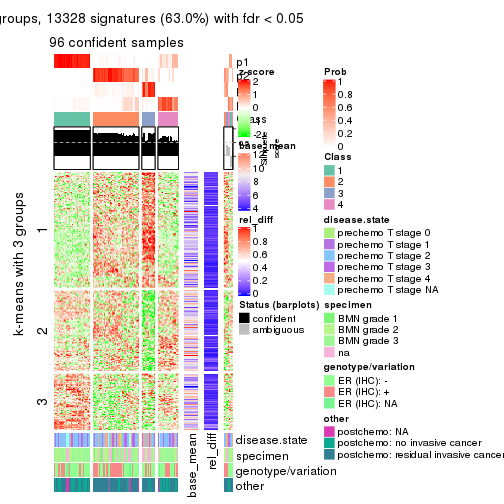 groups, 13328 signatures (63.0%) with fdr < 0.05
96 confident samples
p1
z-score
2
1
0
-1
-2
base_mean
12
10
8
6
4
rel_diff
1
0.8
0.6
0.4
0.2
0
Status (barplots)
confident
ambiguous
Prob
1
0.8
0.6
0.4
0.2
0
Class
1
2
3
4
disease.state
prechemo T stage 0
prechemo T stage 1
prechemo T stage 2
prechemo T stage 3
prechemo T stage 4
prechemo T stage NA
specimen
BMN grade 1
BMN grade 2
BMN grade 3
na
genotype/variation
ER (IHC): -
ER (IHC): +
ER (IHC): NA
other
postchemo: NA
postchemo: no invasive cancer
postchemo: residual invasive cancer
k-means with 3 groups
1
2
3
base_mean
rel_diff
disease.state
specimen
genotype/variation
other